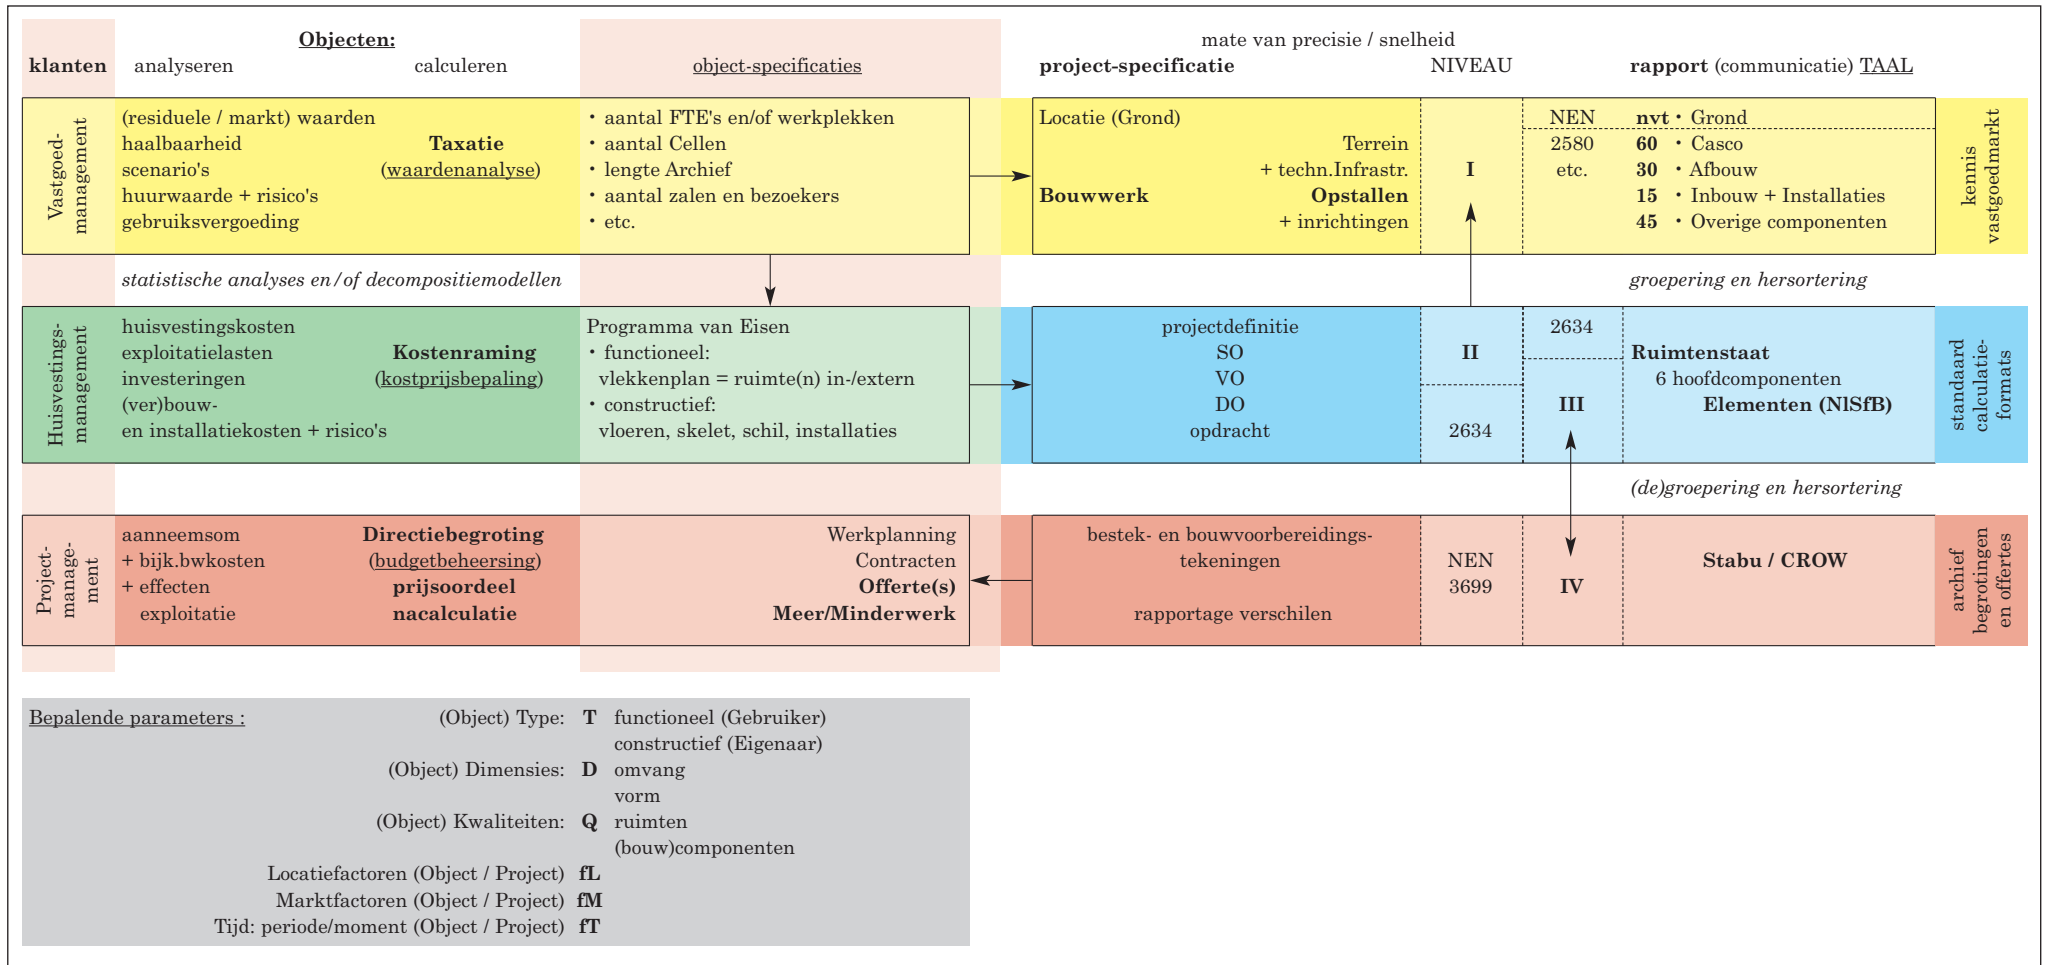 Objecten:
mate van precisie / snelheid
klanten analyseren calculeren object-specificaties project-specificatie NIVEAU rapport (communicatie) TAAL
Vastgoed-
management
(residuele / markt) waarden
haalbaarheid
scenario's
huurwaarde + risico's
gebruiksvergoeding
Taxatie
(waardenanalyse)
· aantal FTE's en/of werkplekken
· aantal Cellen
· lengte Archief
· aantal zalen en bezoekers
· etc.
Locatie (Grond)
Terrein
+ techn.Infrastr.
Bouwwerk Opstallen
+ inrichtingen
I
NEN
2580
etc.
nvt · Grond
60 · Casco
30 · Afbouw
15 · Inbouw + Installaties
45 · Overige componenten
kennis
vastgoedmarkt
statistische analyses en/of decompositiemodellen
groepering en hersortering
Huisvestings-
management
huisvestingskosten
exploitatielasten
investeringen
(ver)bouw-
en installatiekosten + risico's
Kostenraming
(kostprijsbepaling)
Programma van Eisen
· functioneel:
vlekkenplan = ruimte(n) in-/extern
· constructief:
vloeren, skelet, schil, installaties
projectdefinitie
SO
VO
DO
opdracht
II
2634
2634
III
Ruimtenstaat
6 hoofdcomponenten
Elementen (NlSfB)
standaard
calculatie-
formats
(de)groepering en hersortering
Project-
manage-
ment
aanneemsom
+ bijk.bwkosten
+ effecten
exploitatie
Directiebegroting
(budgetbeheersing)
prijsoordeel
nacalculatie
Werkplanning
Contracten
Offerte(s)
Meer/Minderwerk
bestek- en bouwvoorbereidings-
tekeningen
rapportage verschilen
NEN
3699
IV
Stabu / CROW
archief
begrotingen
en offertes
Bepalende parameters :
(Object) Type: T functioneel (Gebruiker)
constructief (Eigenaar)
(Object) Dimensies: D omvang
vorm
(Object) Kwaliteiten: Q ruimten
(bouw)componenten
Locatiefactoren (Object / Project) fL
Marktfactoren (Object / Project) fM
Tijd: periode/moment (Object / Project) fT